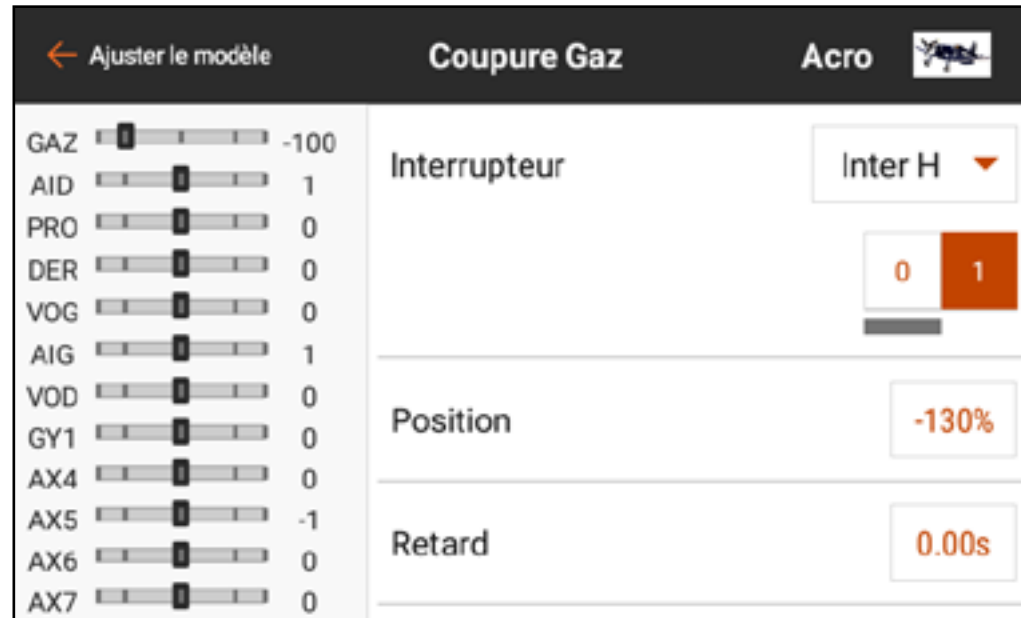 ← Ajuster le modèle
Coupure Gaz
Acro
GAZ -100
AID 1
PRO 0
DER 0
VOG 0
AIG 1
VOD 0
GY1 0
AX4 0
AX5 -1
AX6 0
AX7 0
Interrupteur
Inter H
0 1
Position
-130%
Retard
0.00s